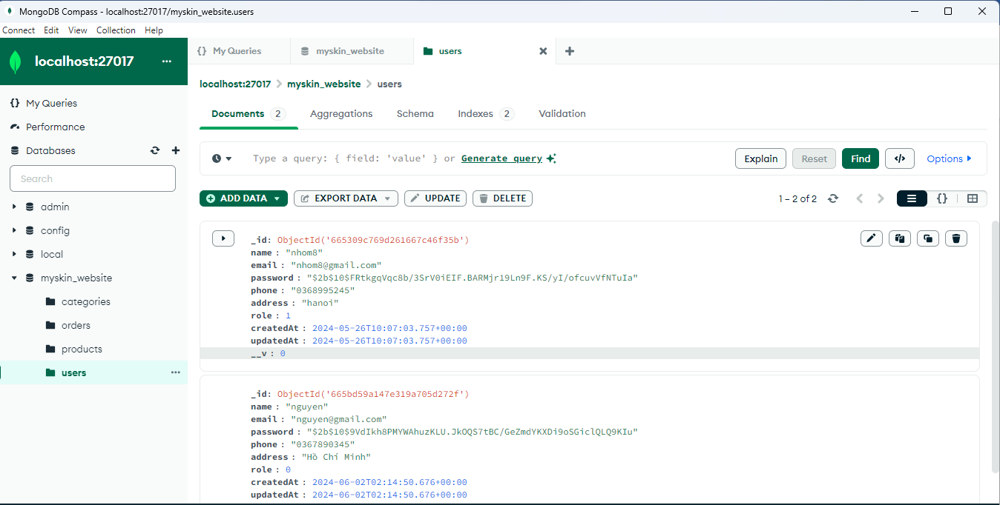 MongoDB Compass - localhost:27017/myskin_website.users
Connect Edit View Collection Help
localhost:27017 ...
My Queries
Performance
Databases
Search
admin
config
local
myskin_website
categories
orders
products
users ...
{} My Queries
myskin_website
users
localhost:27017 > myskin_website > users
Documents 2 Aggregations Schema Indexes 2 Validation
Type a query: { field: 'value' } or Generate query
Explain Reset Find </> Options
ADD DATA EXPORT DATA UPDATE DELETE
1 – 2 of 2
{}
_id: ObjectId('665309c769d261667c46f35b')
name : "nhom8"
email : "nhom8@gmail.com"
password : "$2b$10$FRtkgqVqc8b/3SrV0iEIF.BARMjr19Ln9F.KS/yI/ofcuvVfNTuIa"
phone : "0368995245"
address : "hanoi"
role : 1
createdAt : 2024-05-26T10:07:03.757+00:00
updatedAt : 2024-05-26T10:07:03.757+00:00
__v : 0
_id: ObjectId('665bd59a147e319a705d272f')
name : "nguyen"
email : "nguyen@gmail.com"
password : "$2b$10$9VdIkh8PMYWAhuzKLU.JkOQS7tBC/GeZmdYKXDi9oSGiclQLQ9KIu"
phone : "0367890345"
address : "Hồ Chí Minh"
role : 0
createdAt : 2024-06-02T02:14:50.676+00:00
updatedAt : 2024-06-02T02:14:50.676+00:00